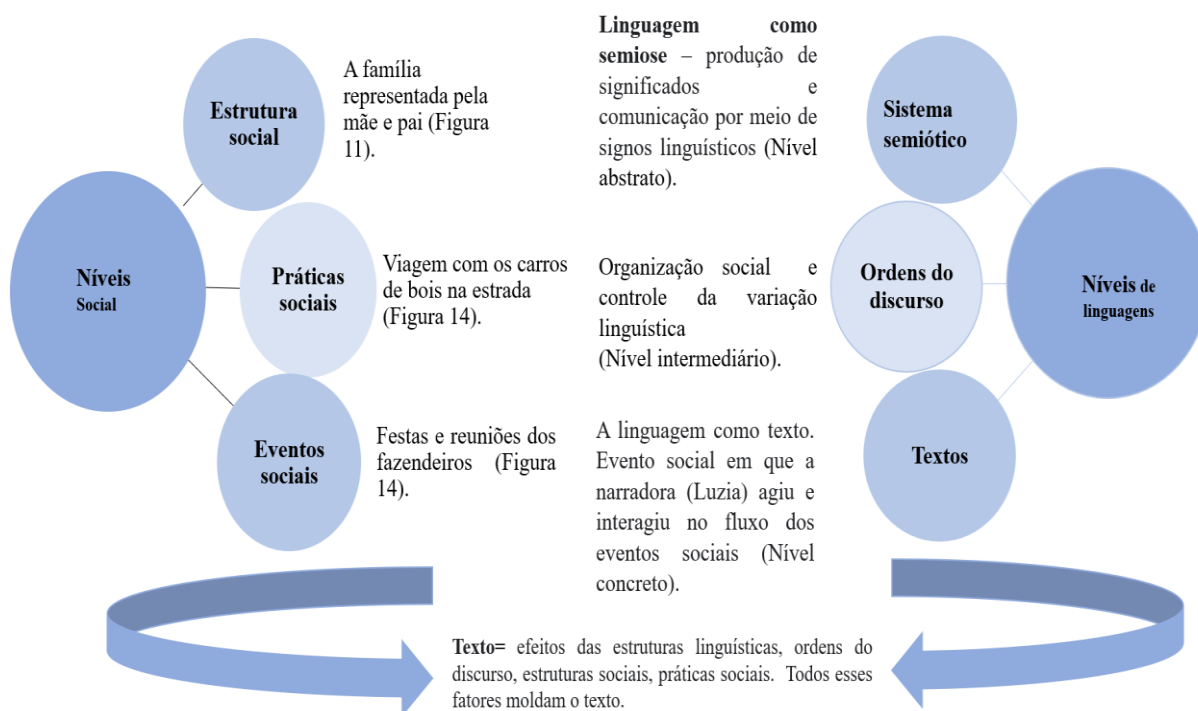 Níveis
Social
Estrutura
social
A família
representada pela
mãe e pai (Figura
11).
Práticas
sociais
Viagem com os carros
de bois na estrada
(Figura 14).
Eventos
sociais
Festas e reuniões dos
fazendeiros (Figura
14).
Linguagem como
semiose – produção de
significados e
comunicação por meio de
signos linguísticos (Nível
abstrato).
Sistema
semiótico
Organização social e
controle da variação
linguística
(Nível intermediário).
Ordens do
discurso
A linguagem como texto.
Evento social em que a
narradora (Luzia) agiu e
interagiu no fluxo dos
eventos sociais (Nível
concreto).
Textos
Níveis de
linguagens
Texto= efeitos das estruturas linguísticas, ordens do
discurso, estruturas sociais, práticas sociais. Todos esses
fatores moldam o texto.